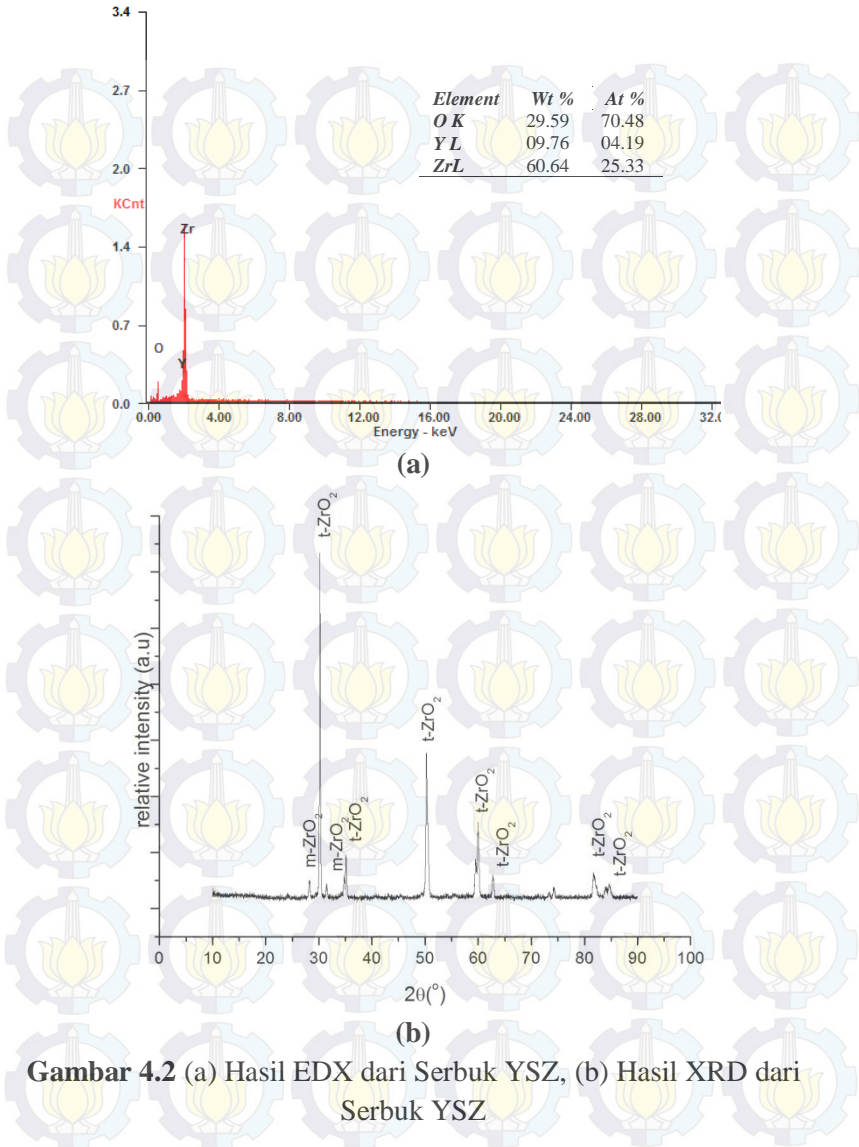 3.4
2.7
2.0
KCnt
1.4
0.7
0.0
Element Wt % At %
O K 29.59 70.48
Y L 09.76 04.19
ZrL 60.64 25.33
Zr
O
Y
0.00 4.00 8.00 12.00 16.00 20.00 24.00 28.00 32.0
Energy - keV
(a)
relative intensity (a.u)
m-ZrO₂
t-ZrO₂
m-ZrO₂
t-ZrO₂
t-ZrO₂
t-ZrO₂
t-ZrO₂
t-ZrO₂
t-ZrO₂
0 10 20 30 40 50 60 70 80 90 100
2θ(°)
(b)
Gambar 4.2 (a) Hasil EDX dari Serbuk YSZ, (b) Hasil XRD dari
Serbuk YSZ